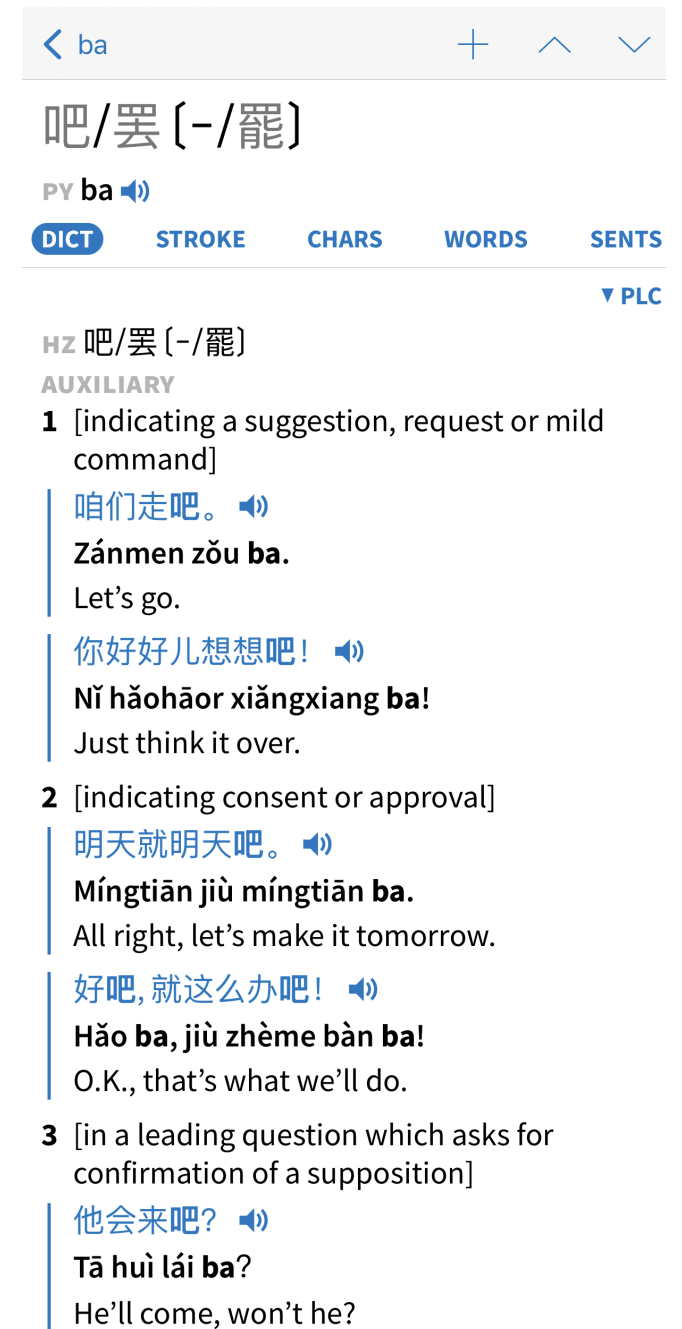 ba
吧/罢〔-/罷〕
PY ba
DICT STROKE CHARS WORDS SENTS
▼ PLC
HZ 吧/罢〔-/罷〕
AUXILIARY
1 [indicating a suggestion, request or mild
command]
咱们走吧。
Zánmen zǒu ba.
Let’s go.
你好好儿想想吧！
Nǐ hǎohāor xiǎngxiang ba!
Just think it over.
2 [indicating consent or approval]
明天就明天吧。
Míngtiān jiù míngtiān ba.
All right, let’s make it tomorrow.
好吧, 就这么办吧！
Hǎo ba, jiù zhème bàn ba!
O.K., that’s what we’ll do.
3 [in a leading question which asks for
confirmation of a supposition]
他会来吧？
Tā huì lái ba?
He’ll come, won’t he?